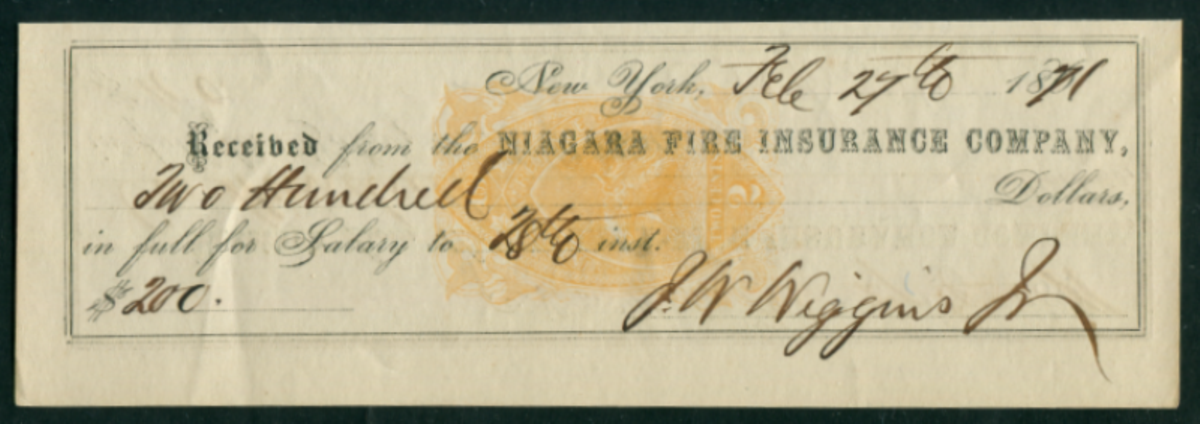 New York, Feb 27th 1871
Received from the NIAGARA FIRE INSURANCE COMPANY,
Two Hundred Dollars,
in full for Salary to 28th inst.
$200.
J. W. Wiggins Jr